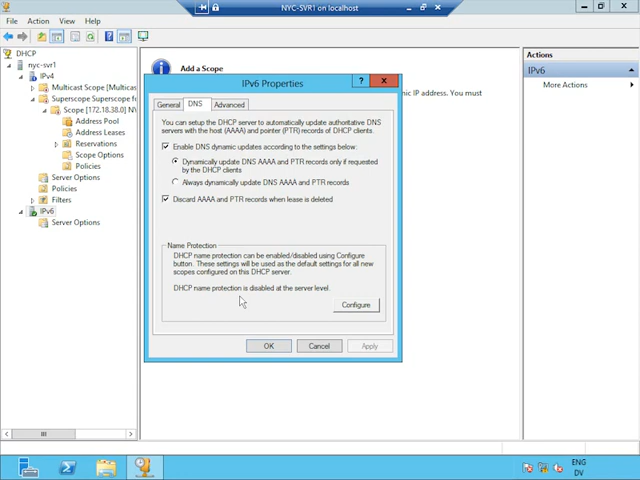 NYC-SVR1 on localhost
File Action View Help
DHCP
nyc-svr1
IPv4
Multicast Scope [Multicas
Superscope Superscope fo
Scope [172.18.38.0] NY
Address Pool
Address Leases
Reservations
Scope Options
Policies
Server Options
Policies
Filters
IPv6
Server Options
Add a Scope
ic IP address. You must
IPv6 Properties
?
General DNS Advanced
You can setup the DHCP server to automatically update authoritative DNS
servers with the host (AAAA) and pointer (PTR) records of DHCP clients.
Enable DNS dynamic updates according to the settings below:
Dynamically update DNS AAAA and PTR records only if requested
by the DHCP clients
Always dynamically update DNS AAAA and PTR records
Discard AAAA and PTR records when lease is deleted
Name Protection
DHCP name protection can be enabled/disabled using Configure
button. These settings will be used as the default settings for all new
scopes configured on this DHCP server.
DHCP name protection is disabled at the server level.
Configure
OK Cancel Apply
Actions
IPv6
More Actions
ENG
DV